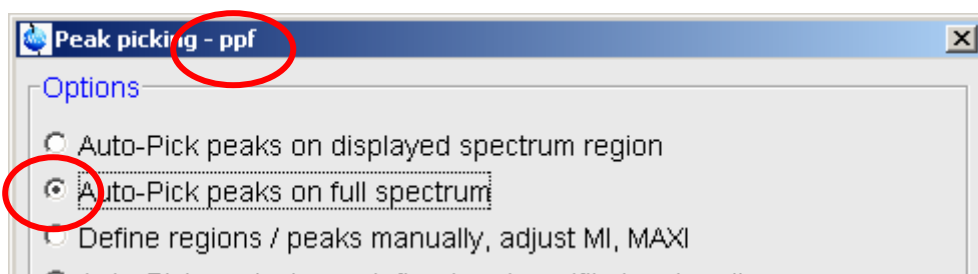 Peak picking - ppf
Options
Auto-Pick peaks on displayed spectrum region
Auto-Pick peaks on full spectrum
Define regions / peaks manually, adjust MI, MAXI